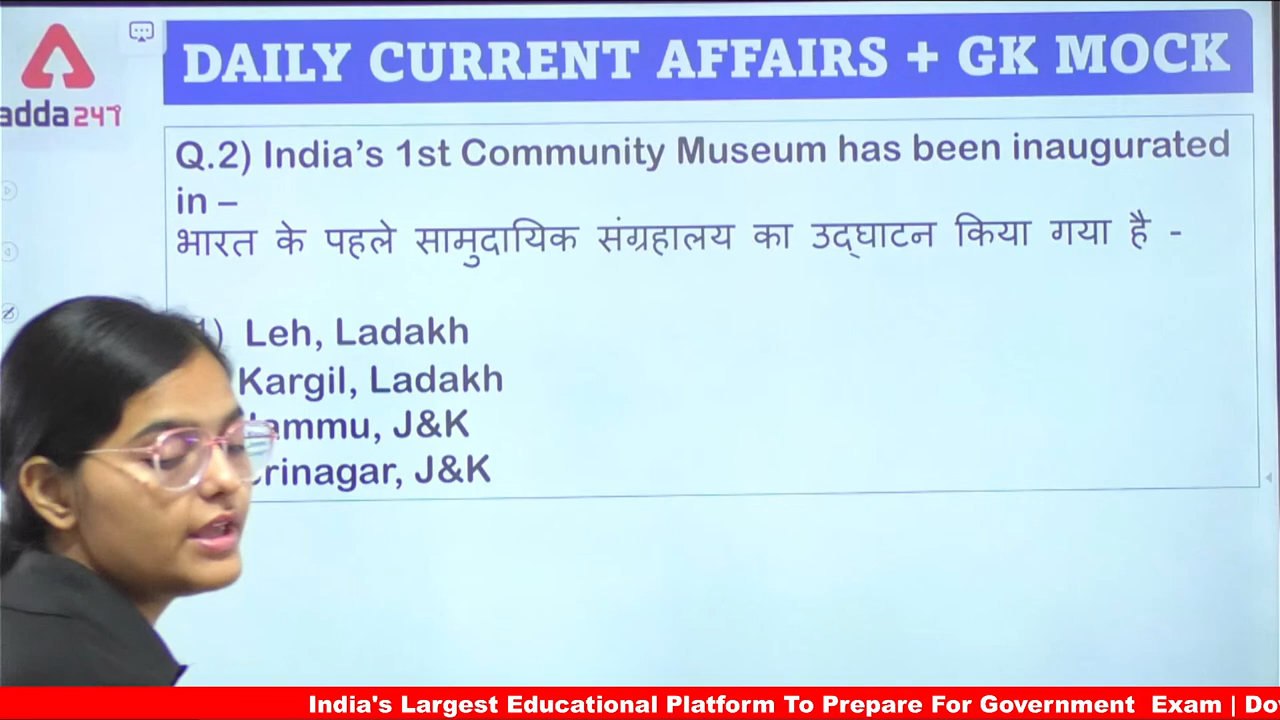 DAILY CURRENT AFFAIRS + GK MOCK
adda247
Q.2) India's 1st Community Museum has been inaugurated
in –
भारत के पहले सामुदायिक संग्रहालय का उद्घाटन किया गया है -
Leh, Ladakh
Kargil, Ladakh
J&K
J&K
India's Largest Educational Platform To Prepare For Government Exam | Do